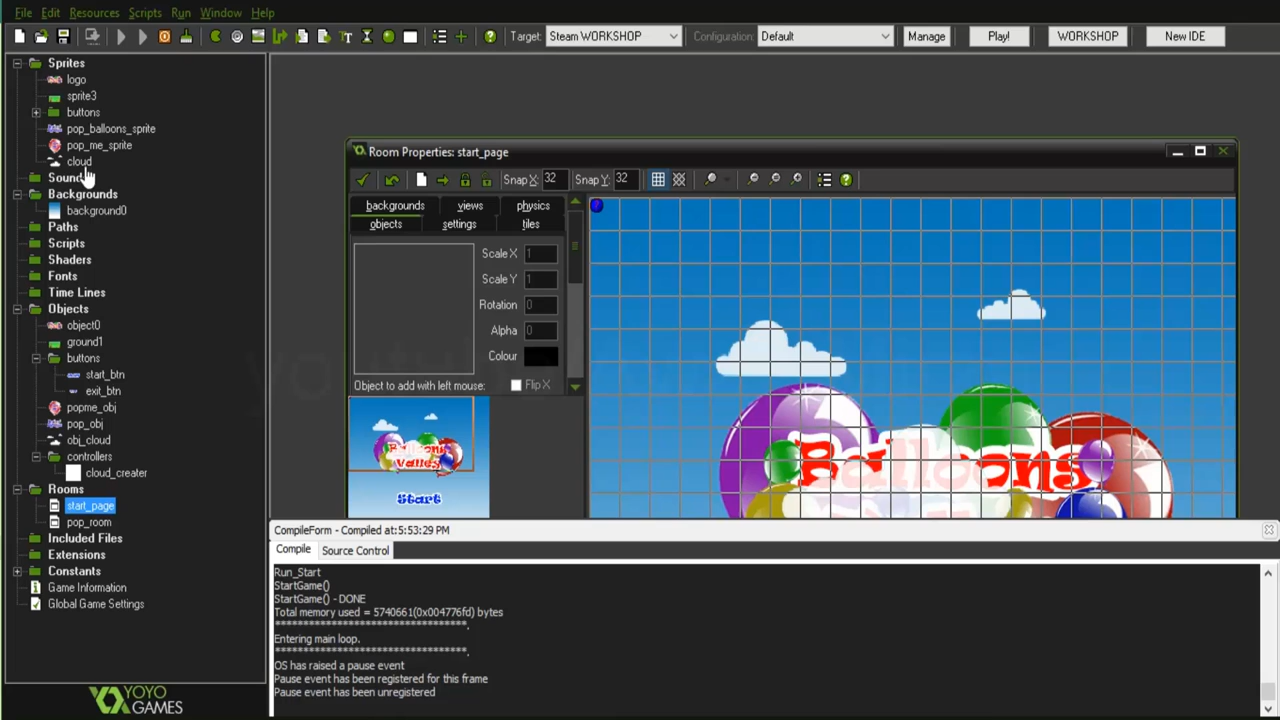 File Edit Resources Scripts Run Window Help
Target: Steam WORKSHOP Configuration: Default Manage Play! WORKSHOP New IDE
Sprites
logo
sprite3
buttons
pop_balloons_sprite
pop_me_sprite
cloud
Sound
Backgrounds
background0
Paths
Scripts
Shaders
Fonts
Time Lines
Objects
object0
ground1
buttons
start_btn
exit_btn
popme_obj
pop_obj
obj_cloud
controllers
cloud_creater
Rooms
start_page
pop_room
Included Files
Extensions
Constants
Game Information
Global Game Settings
YOYO
GAMES
Room Properties: start_page
Snap X: 32 Snap Y: 32
backgrounds views physics
objects settings tiles
Scale X 1
Scale Y 1
Rotation 0
Alpha 0
Colour
Object to add with left mouse: Flip X
Balloons
Valley
Start
Balloons
CompileForm - Compiled at:5:53:29 PM
Compile Source Control
Run_Start
StartGame()
StartGame() - DONE
Total memory used = 5740661(0x004776fd) bytes
Entering main loop.
OS has raised a pause event
Pause event has been registered for this frame
Pause event has been unregistered